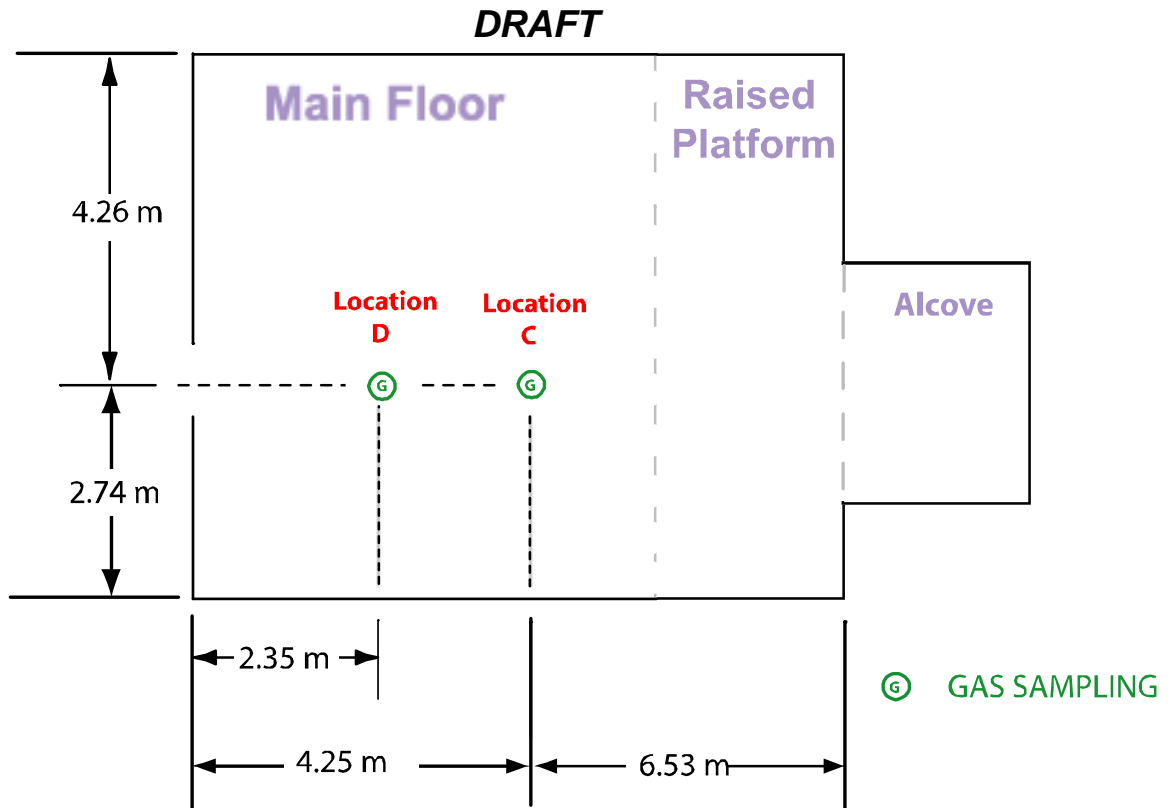 DRAFT
Main Floor
Raised
Platform
4.26 m
Location
D
Location
C
Alcove
G
G
2.74 m
2.35 m
G GAS SAMPLING
4.25 m
6.53 m